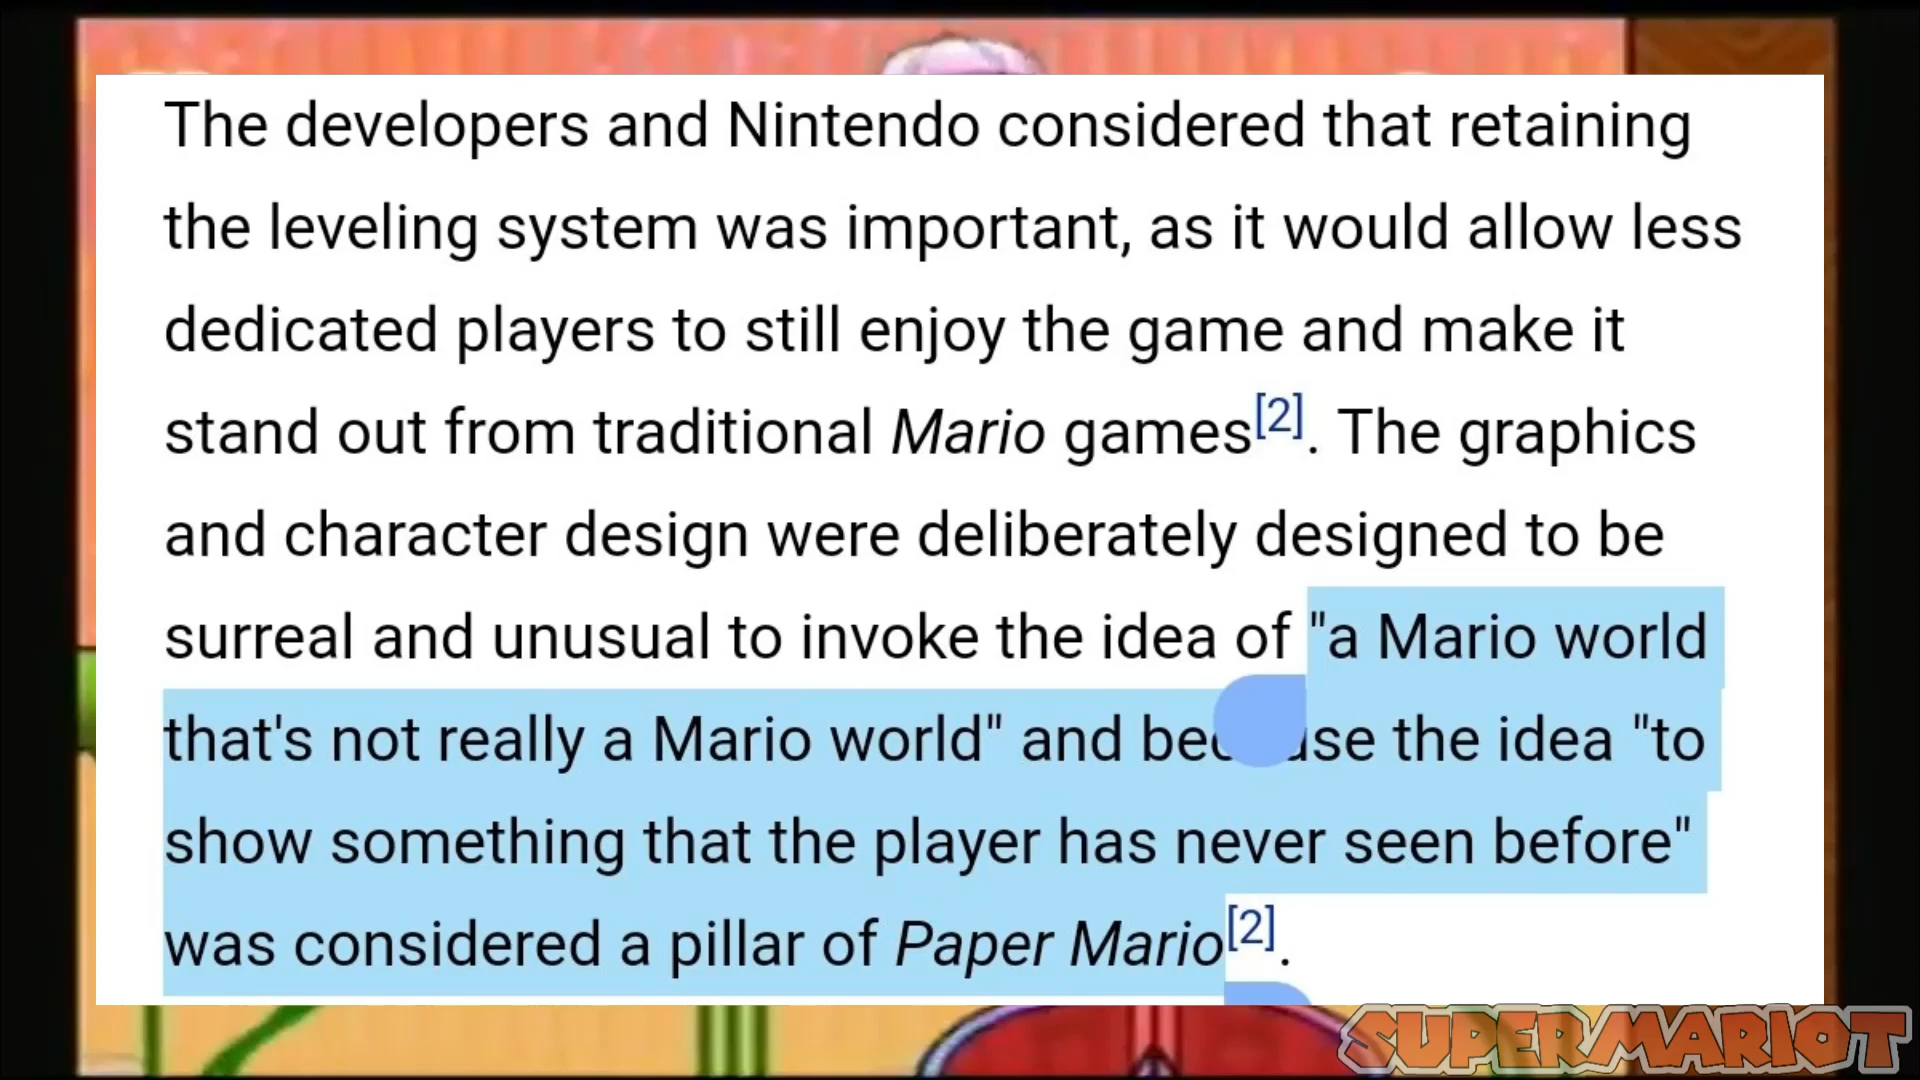 The developers and Nintendo considered that retaining
the leveling system was important, as it would allow less
dedicated players to still enjoy the game and make it
stand out from traditional Mario games[2]. The graphics
and character design were deliberately designed to be
surreal and unusual to invoke the idea of "a Mario world
that's not really a Mario world" and because the idea "to
show something that the player has never seen before"
was considered a pillar of Paper Mario[2].
SUPERMARIOT